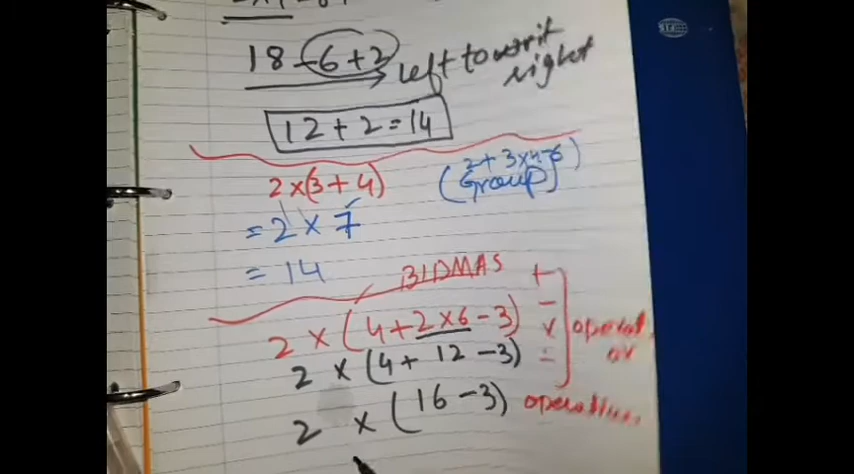 18 - 6 + 2
left to
right
12 + 2 = 14
2 × (3 + 4)
(Group)
2 + 3 × 4 - 6
= 2 × 7
= 14
BIDMAS
+
-
×
÷
2 × (4 + 2 × 6 - 3)
2 × (4 + 12 - 3)
2 × (16 - 3)
or